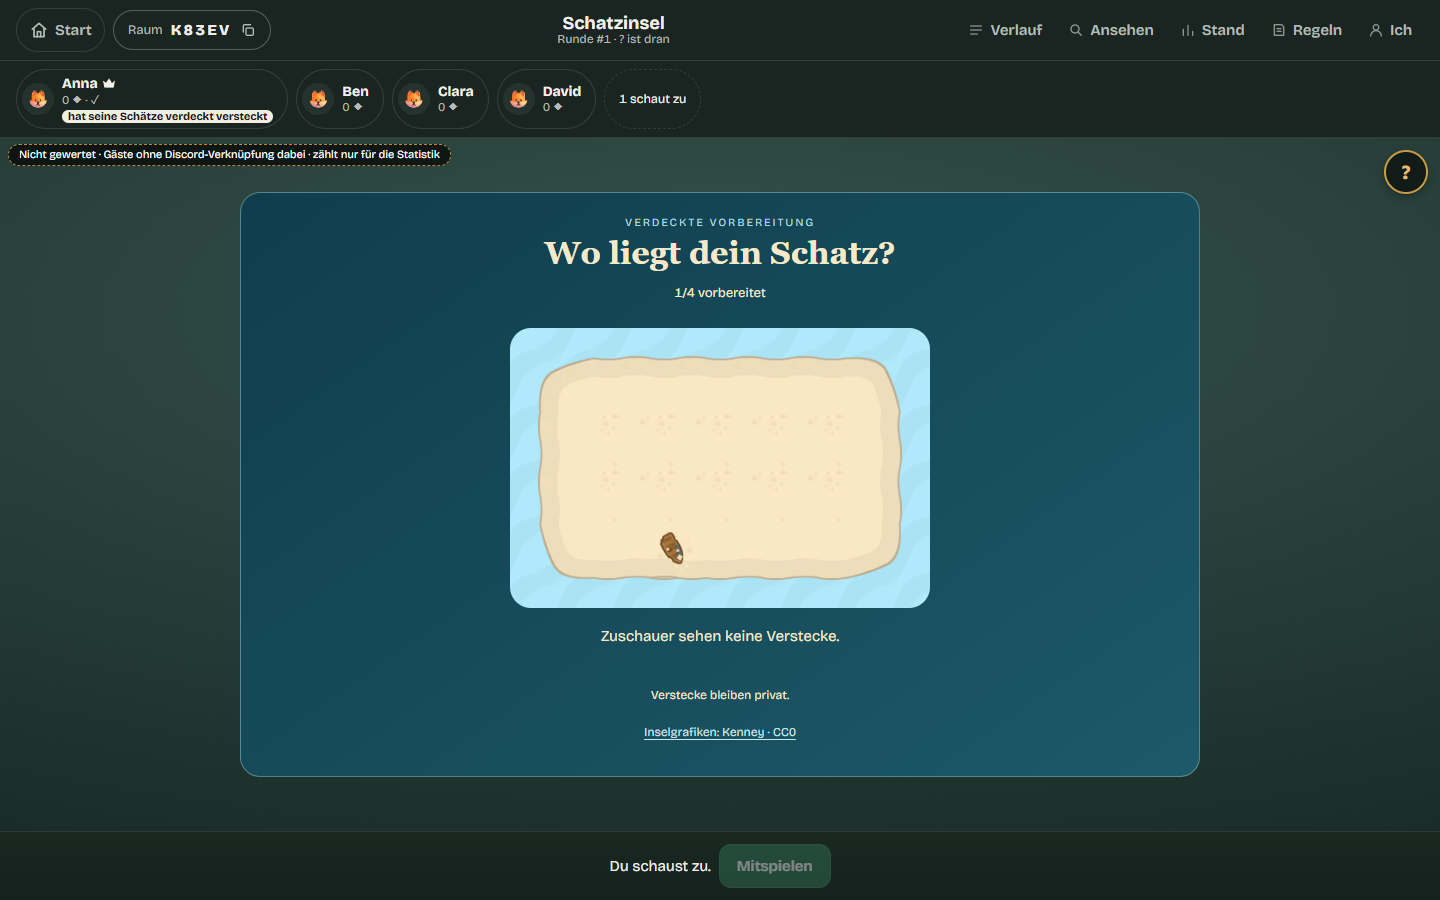 Start
Raum K83EV
Schatzinsel
Runde #1 · ? ist dran
Verlauf
Ansehen
Stand
Regeln
Ich
Anna
0 ◆ · ✓
hat seine Schätze verdeckt versteckt
Ben
0 ◆
Clara
0 ◆
David
0 ◆
1 schaut zu
Nicht gewertet · Gäste ohne Discord-Verknüpfung dabei · zählt nur für die Statistik
?
VERDECKTE VORBEREITUNG
Wo liegt dein Schatz?
1/4 vorbereitet
Zuschauer sehen keine Verstecke.
Verstecke bleiben privat.
Inselgrafiken: Kenney · CC0
Du schaust zu.
Mitspielen